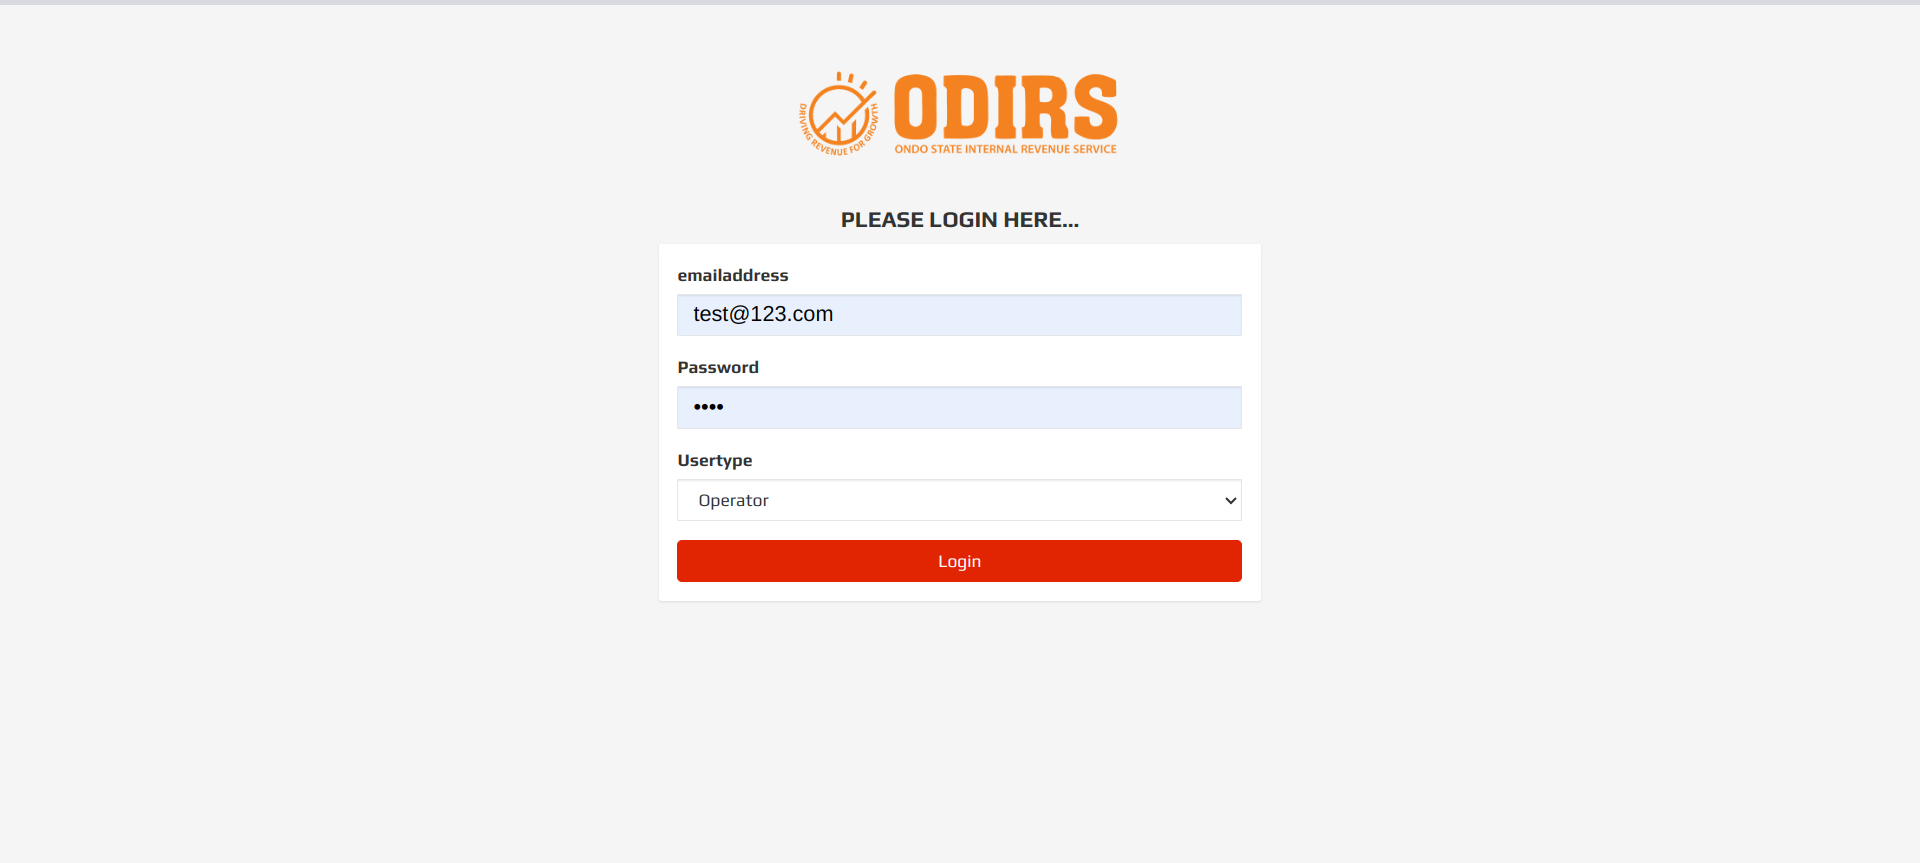 DRIVING REVENUE FOR GROWTH
ODIRS
ONDO STATE INTERNAL REVENUE SERVICE
PLEASE LOGIN HERE...
emailaddress
test@123.com
Password
••••
Usertype
Operator
Login